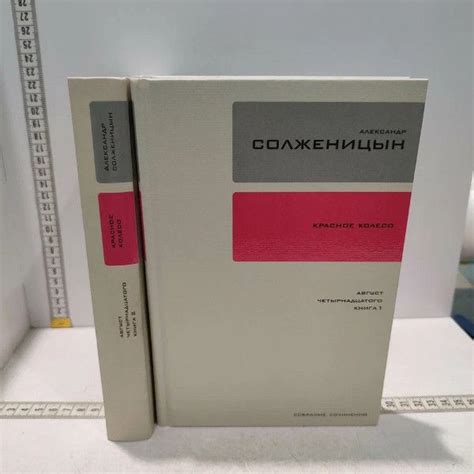 АЛЕКСАНДР
СОЛЖЕНИЦЫН
КРАСНОЕ
КОЛЕСО
АВГУСТ
ЧЕТЫРНАДЦАТОГО
КНИГА 2
АЛЕКСАНДР
СОЛЖЕНИЦЫН
КРАСНОЕ КОЛЕСО
АВГУСТ
ЧЕТЫРНАДЦАТОГО
КНИГА 1
СОБРАНИЕ СОЧИНЕНИЙ